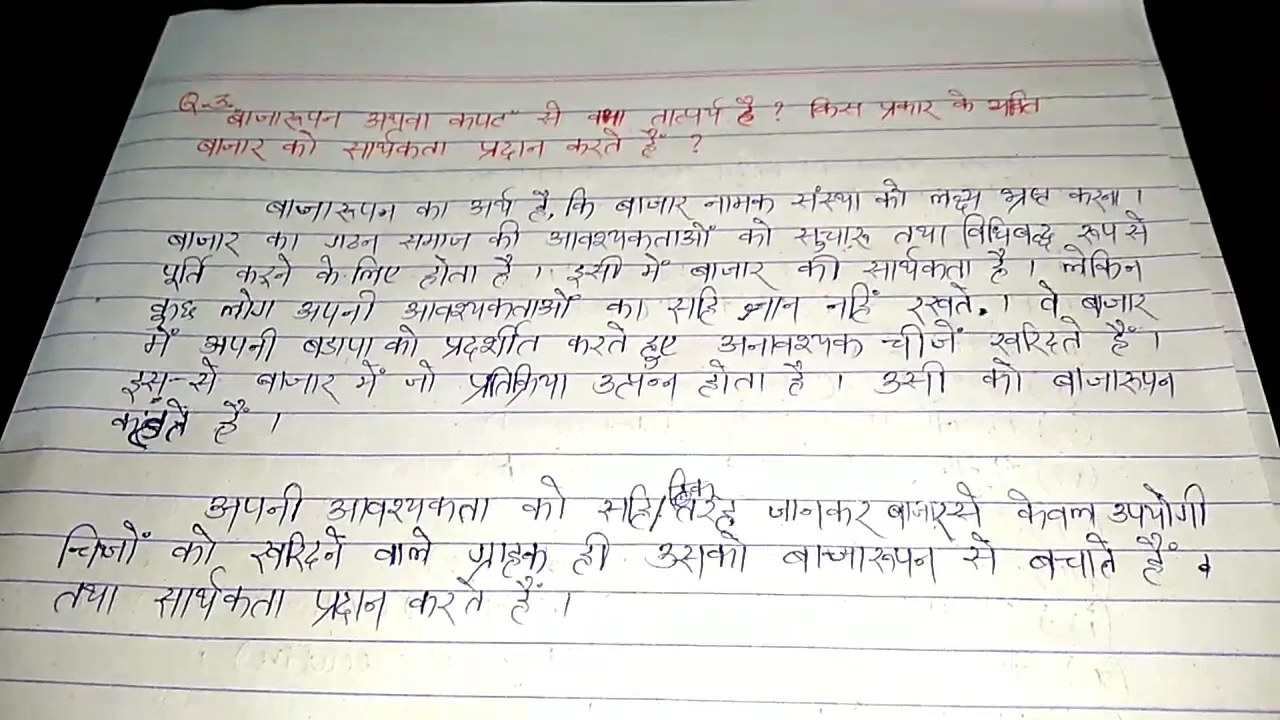 Q-3.
बाजारूपन अथवा कपट से क्या तात्पर्य है ? किस प्रकार के व्यक्ति
बाजार को सार्थकता प्रदान करते हैं ?
बाजारूपन का अर्थ है, कि बाजार नामक संस्था को लक्ष्य भ्रष्ट करना ।
बाजार का गठन समाज की आवश्यकताओं को सुचारू तथा विधिबद्ध रूप से
पूर्ति करने के लिए होता है । इसी में बाजार की सार्थकता है । लेकिन
कुछ लोग अपनी आवश्यकताओं का सहि ज्ञान नहिं रखते । वे बाजार
में अपनी बडापा को प्रदर्शीत करते हुए अनावश्यक चीजें खरिदते हैं ।
इस-से बाजार में जो प्रतिक्रिया उत्पन्न होता है । उसी को बाजारूपन
कहते हैं ।
अपनी आवश्यकता को सहि/ठिक तरह जानकर बाजार से केवल उपयोगी
चिजों को खरिदने वाले ग्राहक ही उसको बाजारूपन से बचाते हैं ।
तथा सार्थकता प्रदान करते हैं ।